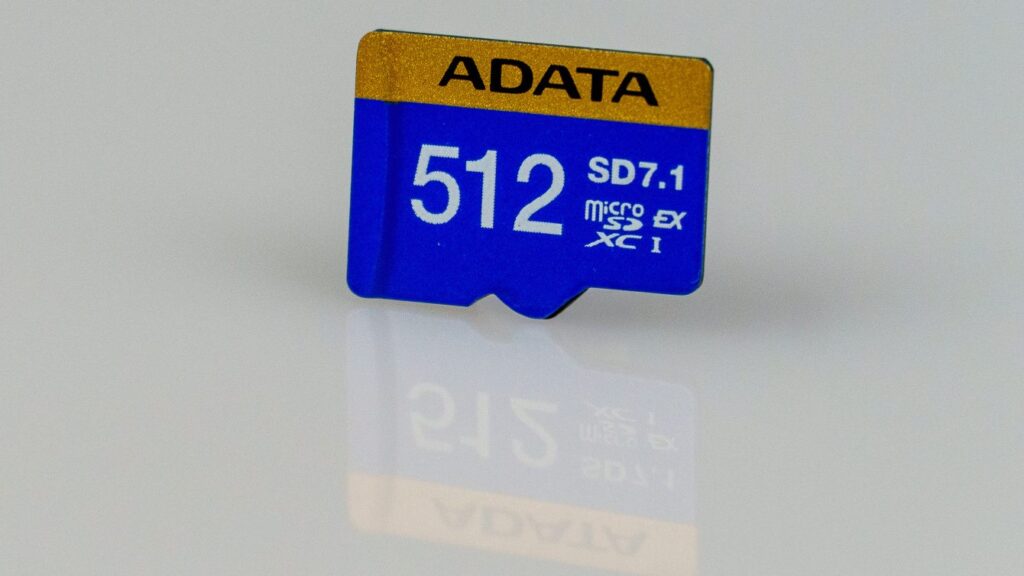 ADATA
512
SD7.1
micro
SD EX
XC I